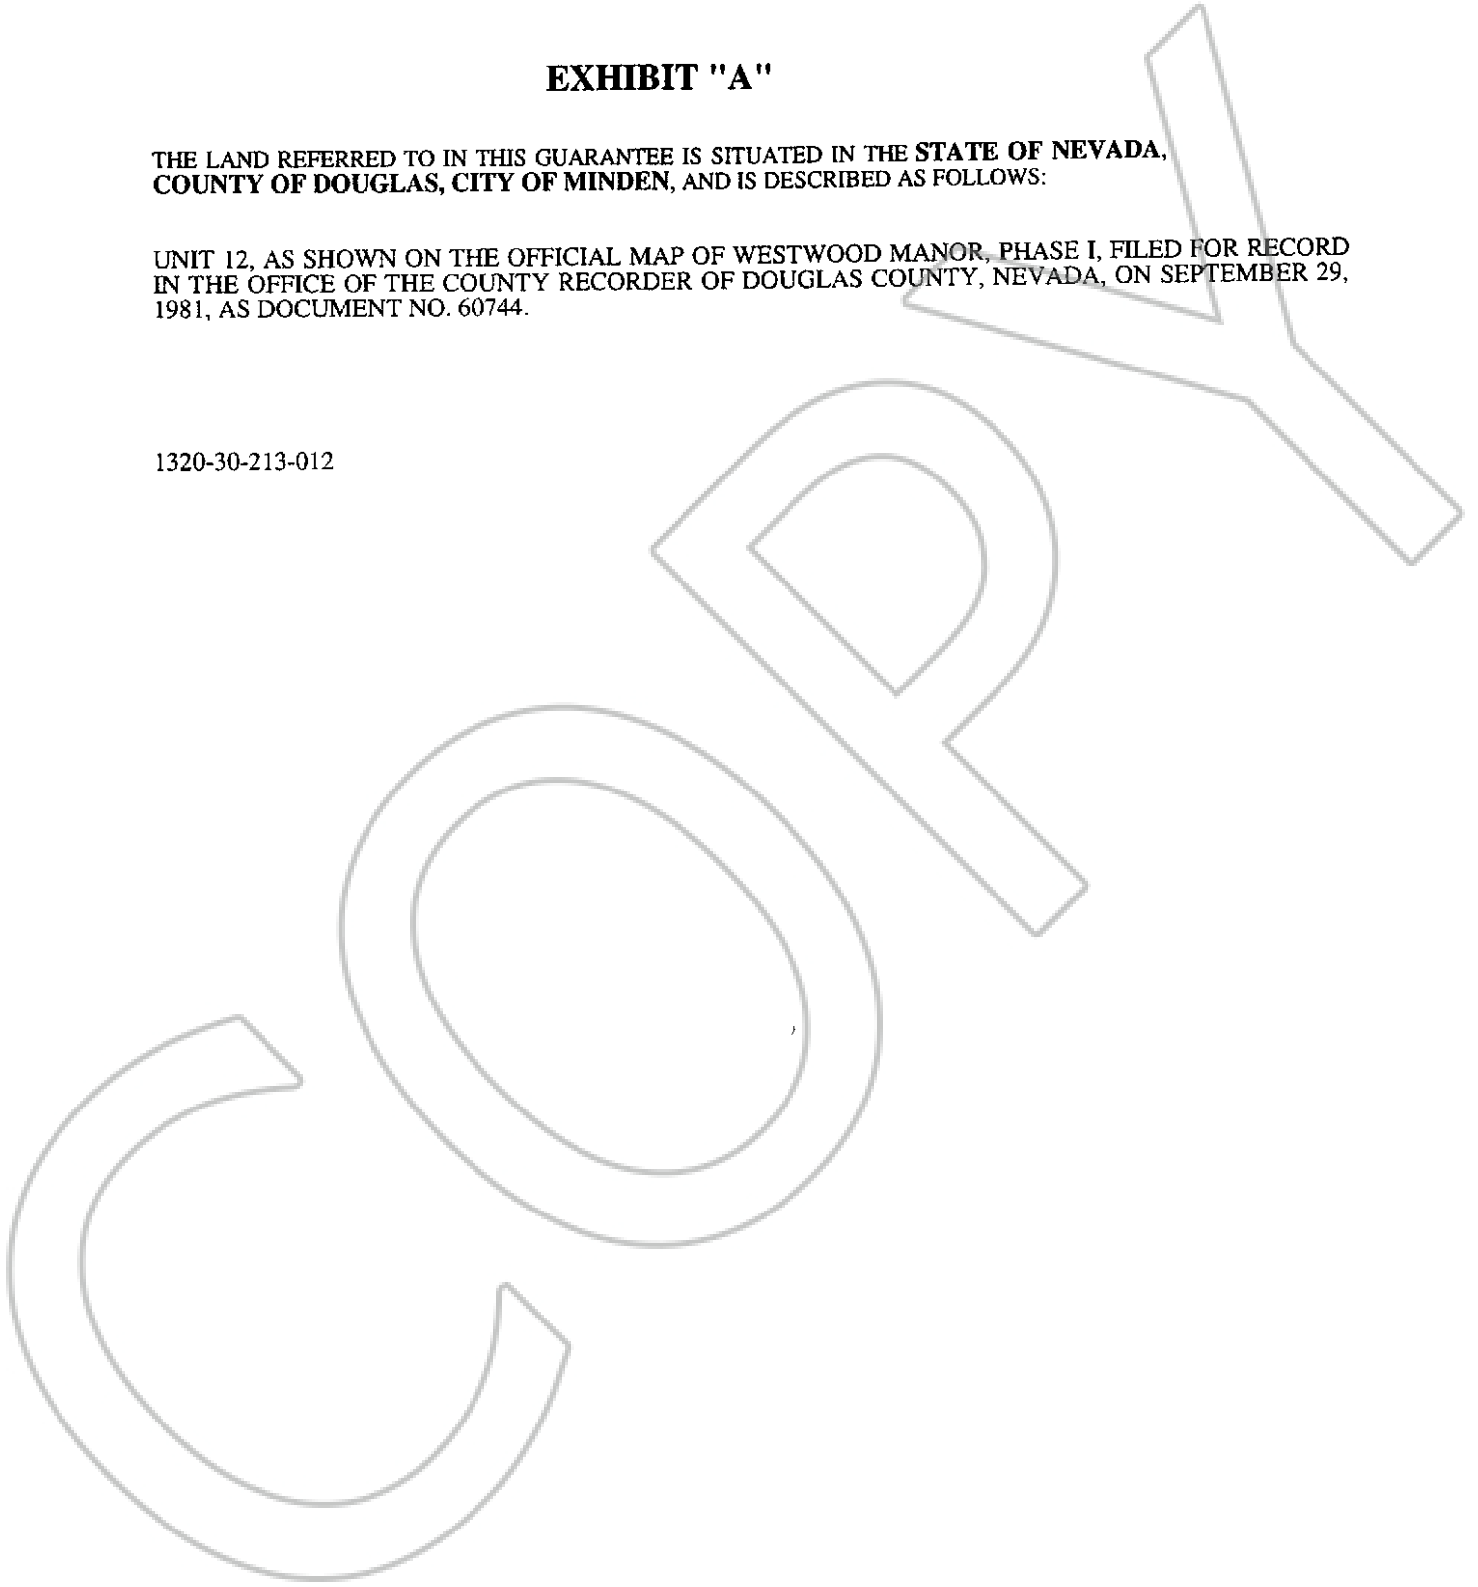 EXHIBIT "A"
THE LAND REFERRED TO IN THIS GUARANTEE IS SITUATED IN THE STATE OF NEVADA,
COUNTY OF DOUGLAS, CITY OF MINDEN, AND IS DESCRIBED AS FOLLOWS:
UNIT 12, AS SHOWN ON THE OFFICIAL MAP OF WESTWOOD MANOR, PHASE I, FILED FOR RECORD
IN THE OFFICE OF THE COUNTY RECORDER OF DOUGLAS COUNTY, NEVADA, ON SEPTEMBER 29,
1981, AS DOCUMENT NO. 60744.
1320-30-213-012
COPY